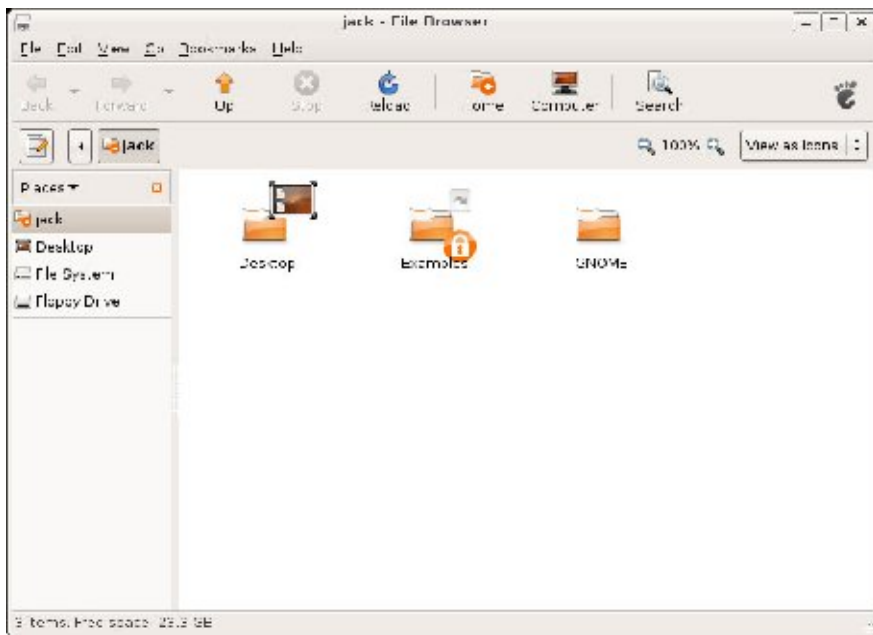 jack - File Browser
File Edit View Go Bookmarks Help
Back Forward Up Stop Reload Home Computer Search
jack 100% View as Icons
Places
jack
Desktop
File System
Floppy Drive
Desktop Examples GNOME
3 items, Free space: 23.3 GB